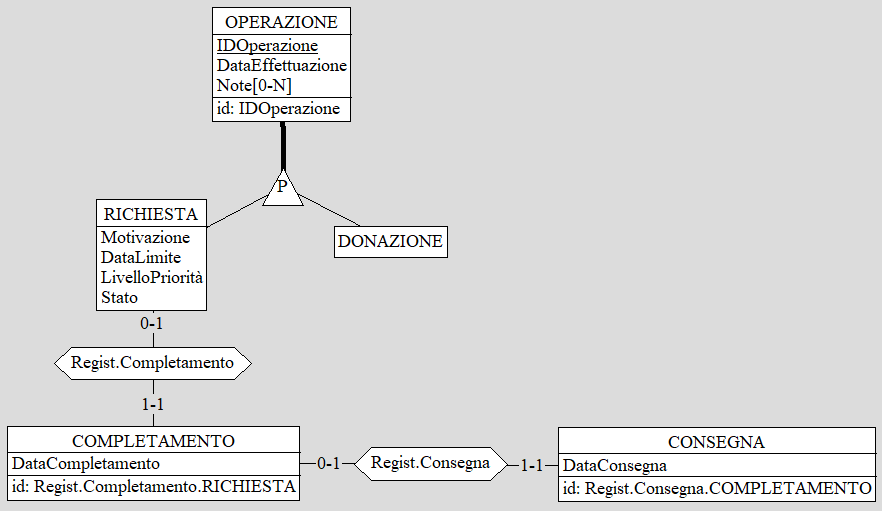 OPERAZIONE
IDOperazione
DataEffettuazione
Note[0-N]
id: IDOperazione
P
RICHIESTA
Motivazione
DataLimite
LivelloPriorità
Stato
DONAZIONE
0-1
Regist.Completamento
1-1
COMPLETAMENTO
DataCompletamento
id: Regist.Completamento.RICHIESTA
0-1
Regist.Consegna
1-1
CONSEGNA
DataConsegna
id: Regist.Consegna.COMPLETAMENTO